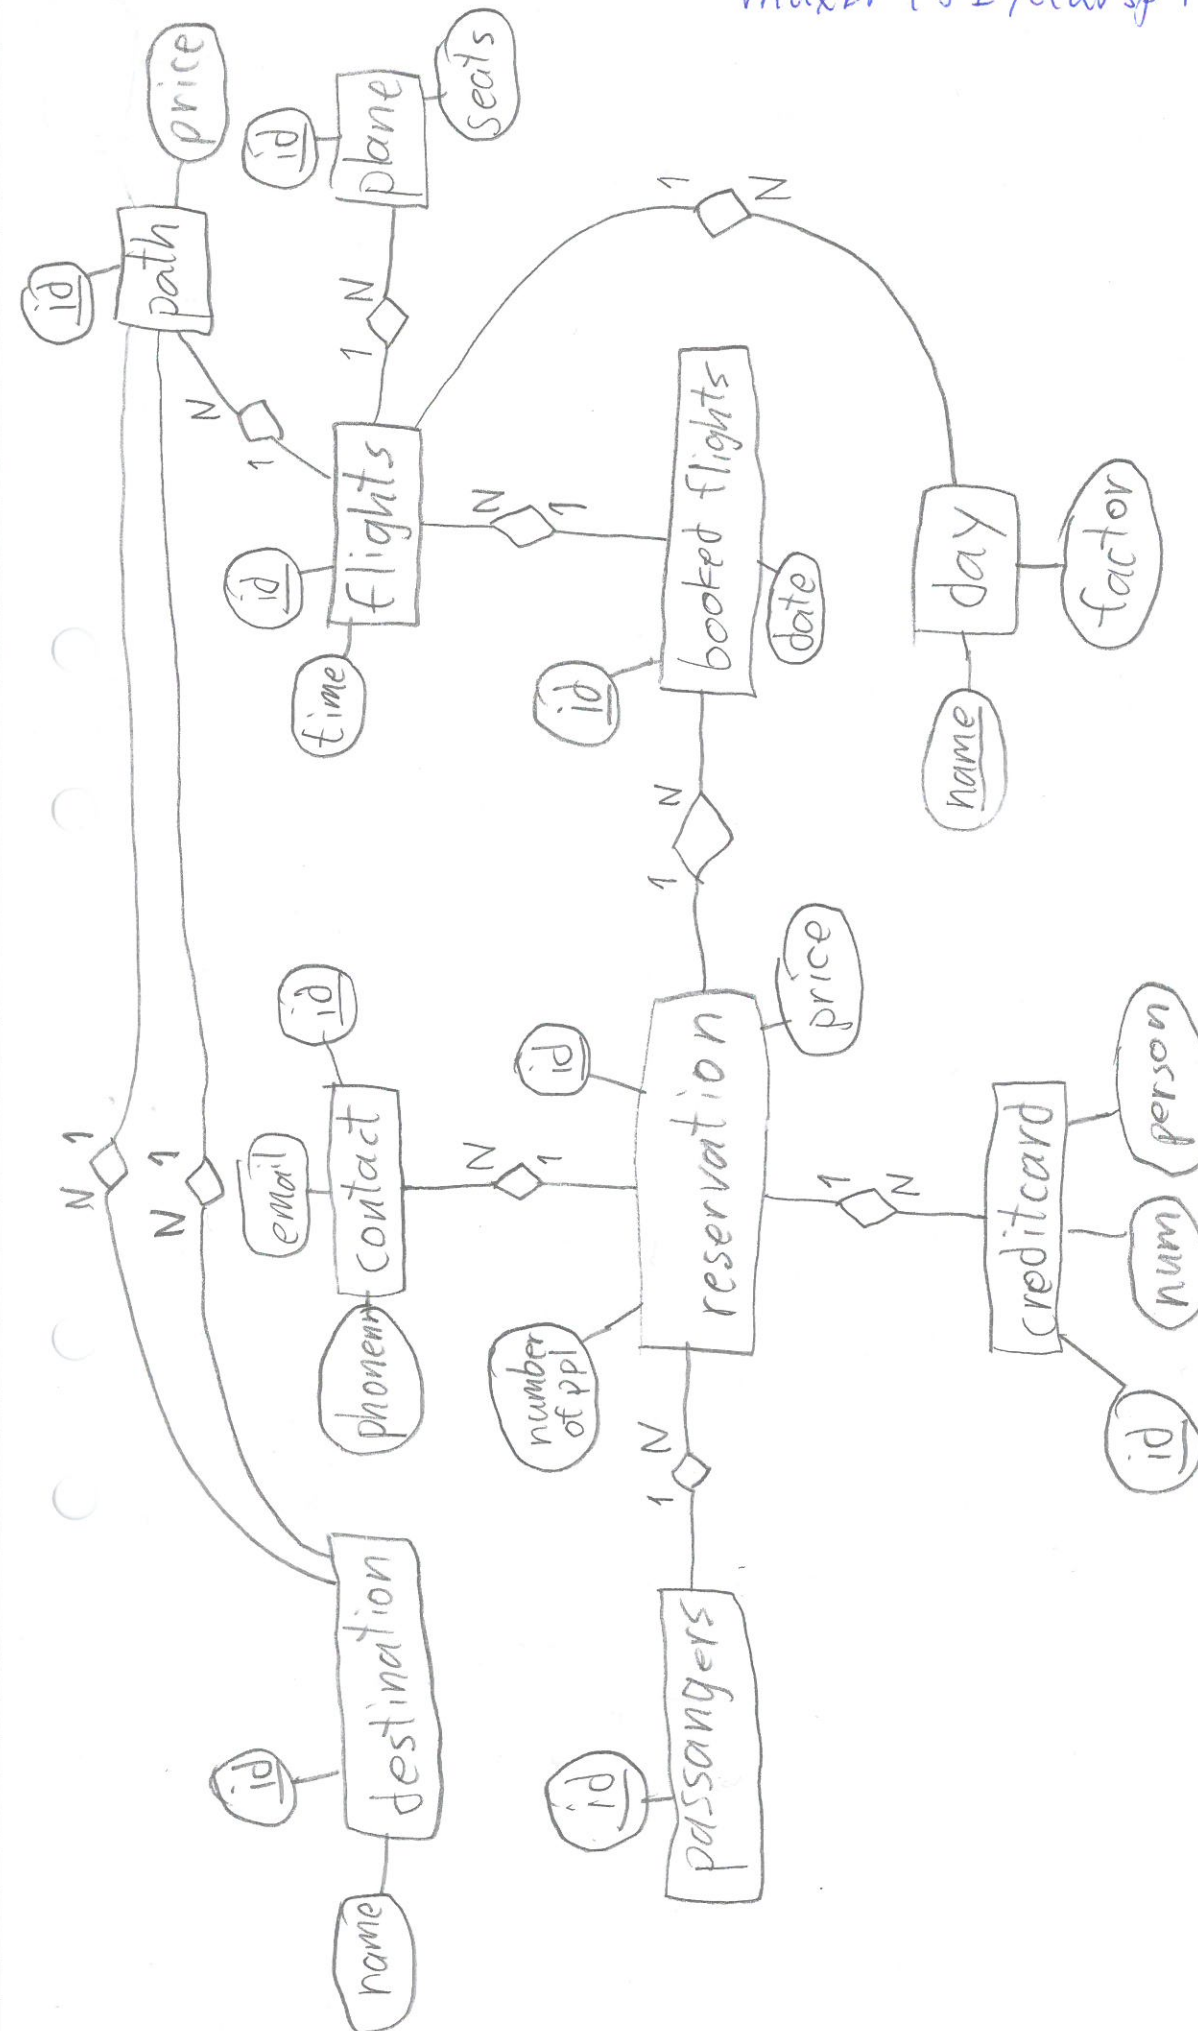 id
N 1
path
price
N 1
N
1
id
email
id
id
id
phonenr
contact
time
1 N
name
destination
flights
plane
seats
N
1
N
1
number
of ppl
id
id
id
passangers
1 N
reservation
1 N
booked flights
1
N
price
date
1
N
name
day
factor
creditcard
id
num
person